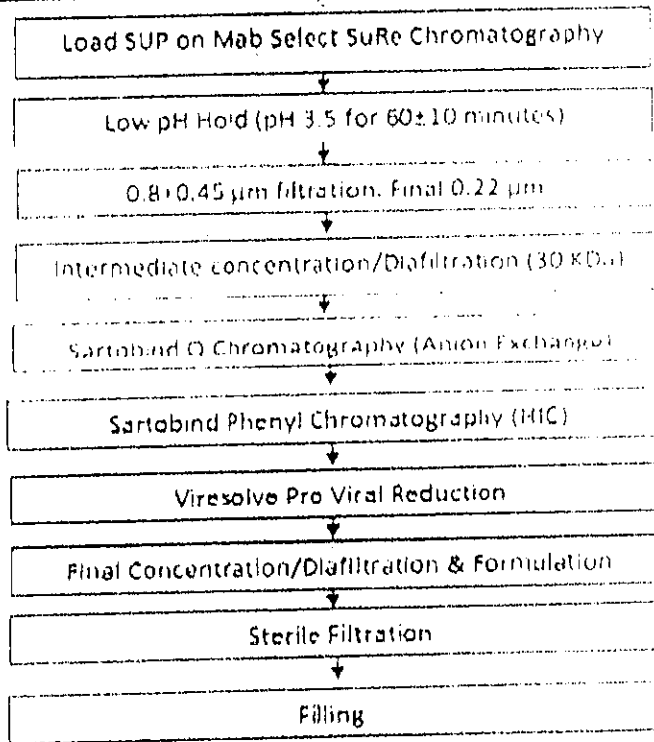 Load SUP on Mab Select SuRe Chromatography
Low pH Hold (pH 3.5 for 60±10 minutes)
0.8+0.45 µm filtration. Final 0.22 µm
Intermediate concentration/Diafiltration (30 KDa)
Sartobind Q Chromatography (Anion Exchange)
Sartobind Phenyl Chromatography (HIC)
Viresolve Pro Viral Reduction
Final Concentration/Diafiltration & Formulation
Sterile Filtration
Filling